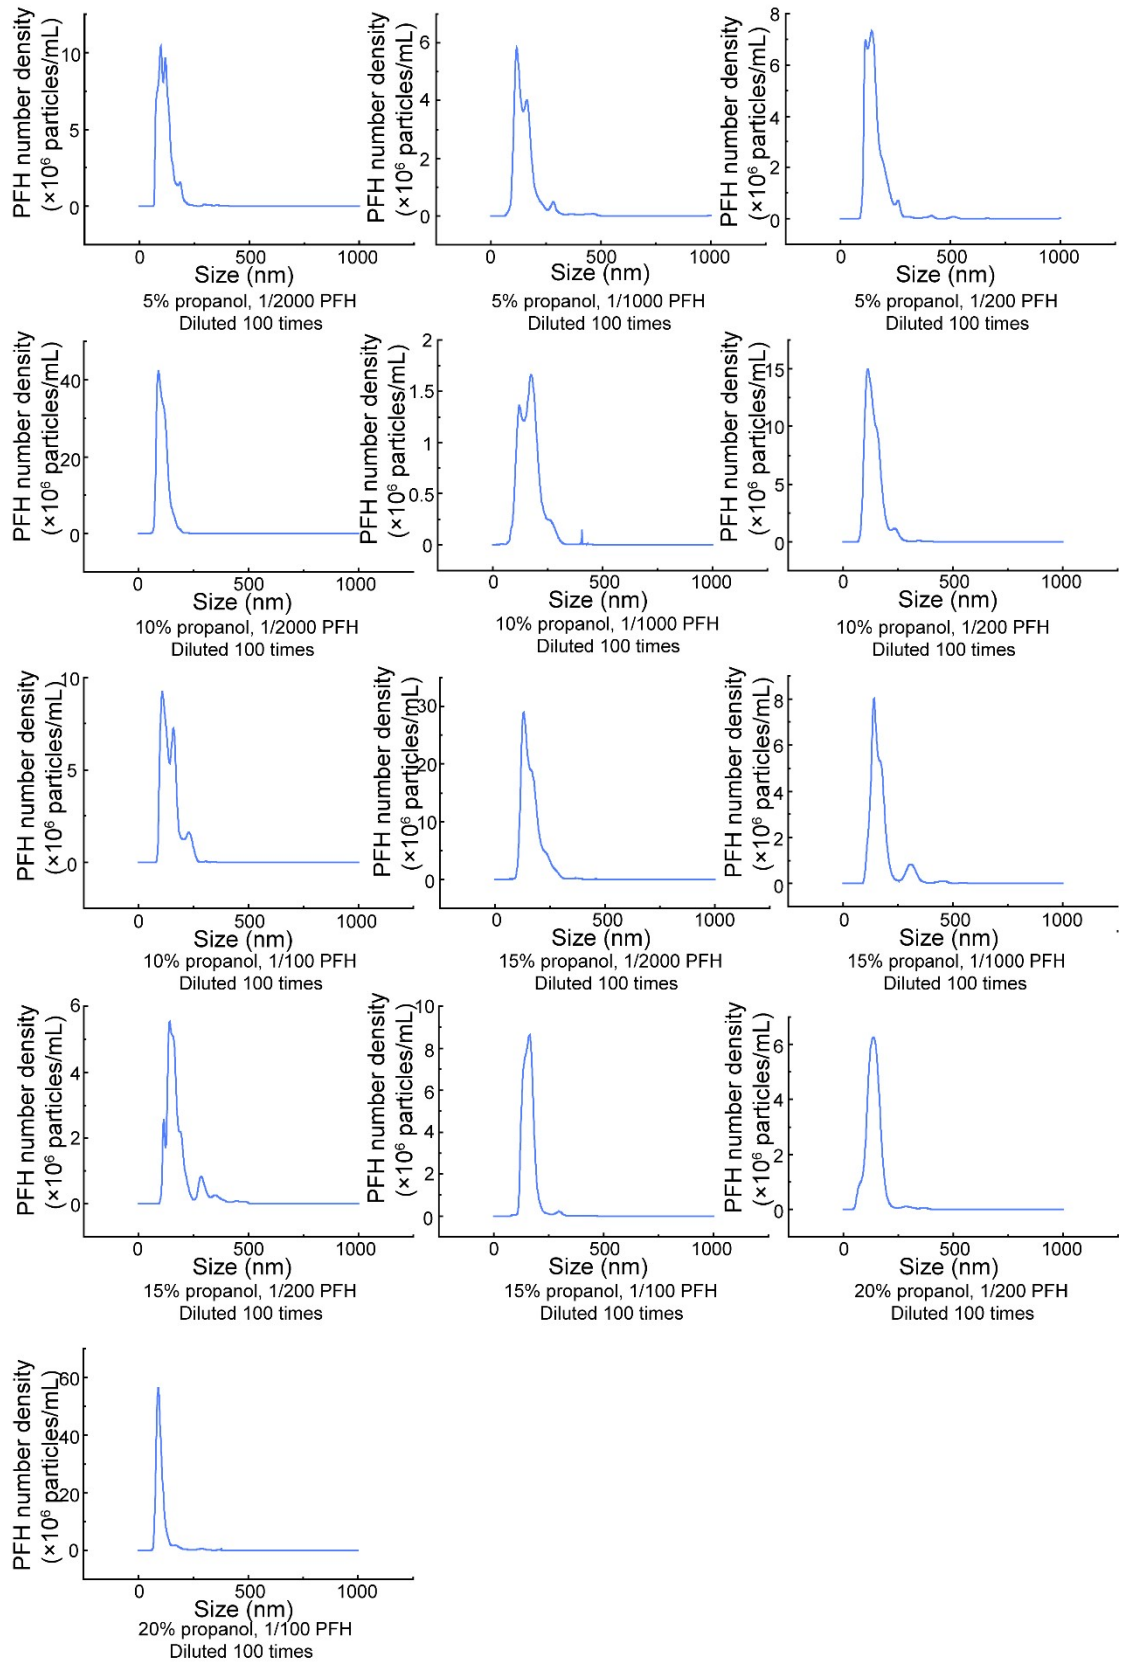 PFH number density
(×10⁶ particles/mL)
10
5
0
0 500 1000
Size (nm)
5% propanol, 1/2000 PFH
Diluted 100 times
PFH number density
(×10⁶ particles/mL)
6
4
2
0
0 500 1000
Size (nm)
5% propanol, 1/1000 PFH
Diluted 100 times
PFH number density
(×10⁶ particles/mL)
8
6
4
2
0
0 500 1000
Size (nm)
5% propanol, 1/200 PFH
Diluted 100 times
PFH number density
(×10⁶ particles/mL)
40
20
0
0 500 1000
Size (nm)
10% propanol, 1/2000 PFH
Diluted 100 times
PFH number density
(×10⁶ particles/mL)
2
1.5
1
0.5
0
0 500 1000
Size (nm)
10% propanol, 1/1000 PFH
Diluted 100 times
PFH number density
(×10⁶ particles/mL)
15
10
5
0
0 500 1000
Size (nm)
10% propanol, 1/200 PFH
Diluted 100 times
PFH number density
(×10⁶ particles/mL)
10
5
0
0 500 1000
Size (nm)
10% propanol, 1/100 PFH
Diluted 100 times
PFH number density
(×10⁶ particles/mL)
30
20
10
0
0 500 1000
Size (nm)
15% propanol, 1/2000 PFH
Diluted 100 times
PFH number density
(×10⁶ particles/mL)
8
6
4
2
0
0 500 1000
Size (nm)
15% propanol, 1/1000 PFH
Diluted 100 times
PFH number density
(×10⁶ particles/mL)
6
4
2
0
0 500 1000
Size (nm)
15% propanol, 1/200 PFH
Diluted 100 times
PFH number density
(×10⁶ particles/mL)
10
8
6
4
2
0
0 500 1000
Size (nm)
15% propanol, 1/100 PFH
Diluted 100 times
PFH number density
(×10⁶ particles/mL)
6
4
2
0
0 500 1000
Size (nm)
20% propanol, 1/200 PFH
Diluted 100 times
PFH number density
(×10⁶ particles/mL)
60
40
20
0
0 500 1000
Size (nm)
20% propanol, 1/100 PFH
Diluted 100 times